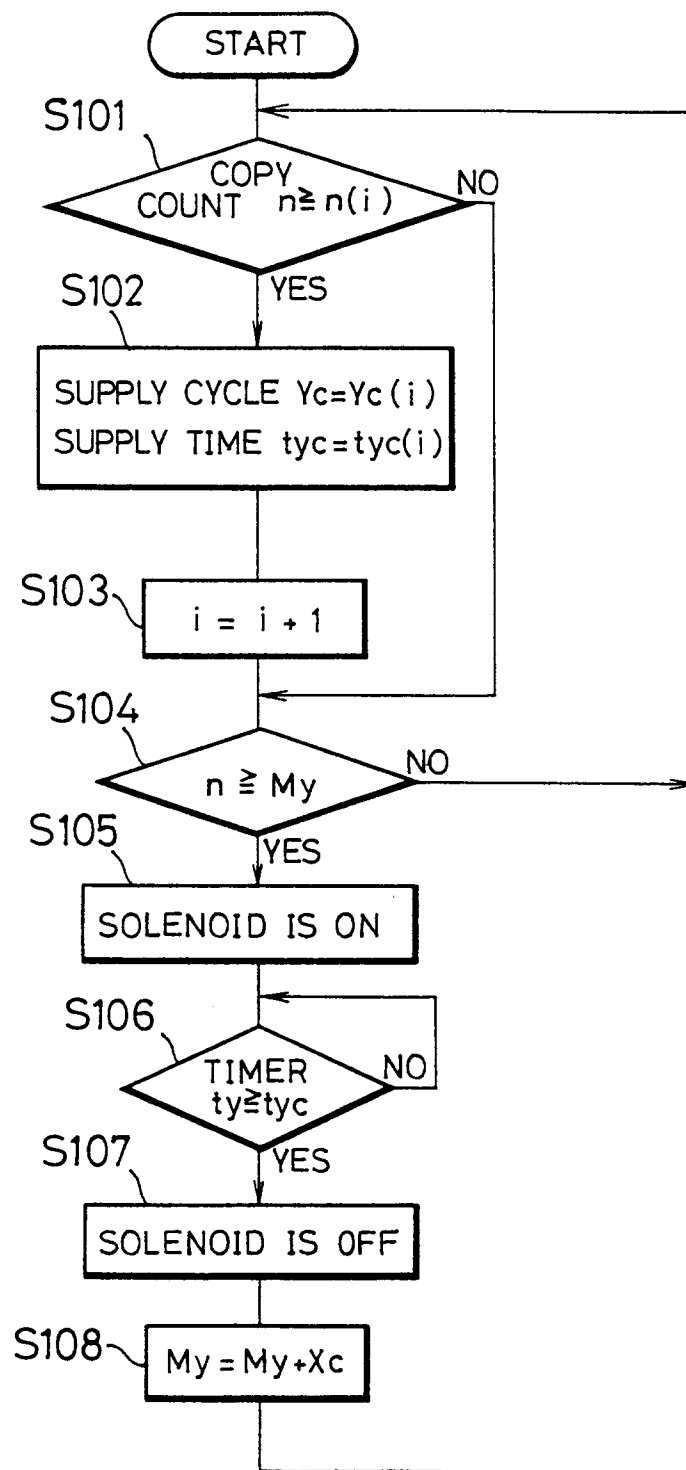 START
S101
COPY
COUNT n≧n(i)
NO
YES
S102
SUPPLY CYCLE Yc=Yc(i)
SUPPLY TIME tyc=tyc(i)
S103
i = i + 1
S104
n ≧ My
NO
YES
S105
SOLENOID IS ON
S106
TIMER
ty≧tyc
NO
YES
S107
SOLENOID IS OFF
S108
My = My+Xc